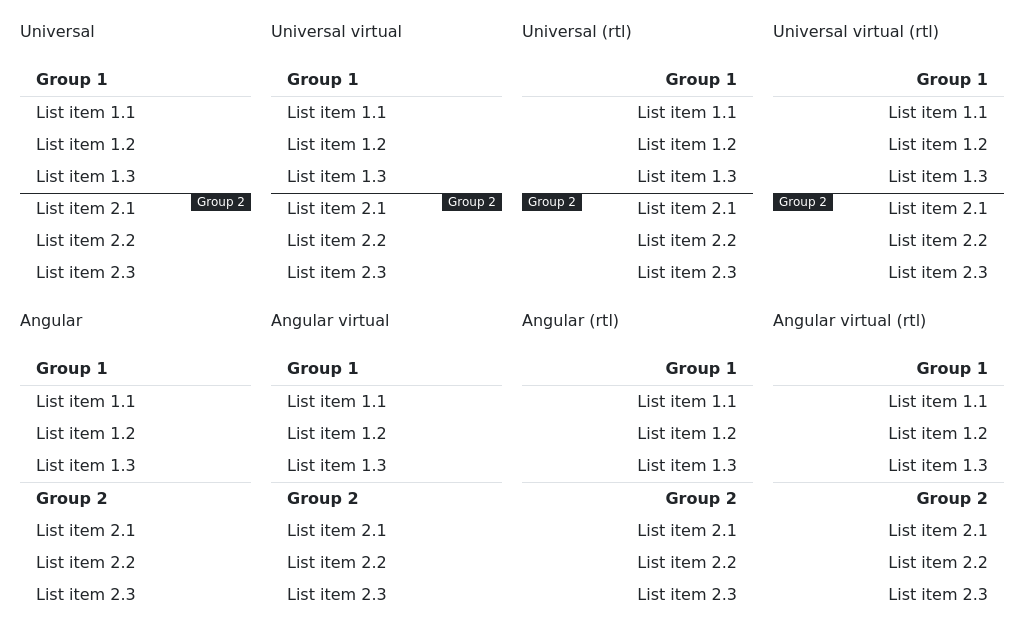 Universal
Group 1
List item 1.1
List item 1.2
List item 1.3
Group 2
List item 2.1
List item 2.2
List item 2.3
Universal virtual
Group 1
List item 1.1
List item 1.2
List item 1.3
Group 2
List item 2.1
List item 2.2
List item 2.3
Universal (rtl)
Group 1
List item 1.1
List item 1.2
List item 1.3
Group 2
List item 2.1
List item 2.2
List item 2.3
Universal virtual (rtl)
Group 1
List item 1.1
List item 1.2
List item 1.3
Group 2
List item 2.1
List item 2.2
List item 2.3
Angular
Group 1
List item 1.1
List item 1.2
List item 1.3
Group 2
List item 2.1
List item 2.2
List item 2.3
Angular virtual
Group 1
List item 1.1
List item 1.2
List item 1.3
Group 2
List item 2.1
List item 2.2
List item 2.3
Angular (rtl)
Group 1
List item 1.1
List item 1.2
List item 1.3
Group 2
List item 2.1
List item 2.2
List item 2.3
Angular virtual (rtl)
Group 1
List item 1.1
List item 1.2
List item 1.3
Group 2
List item 2.1
List item 2.2
List item 2.3